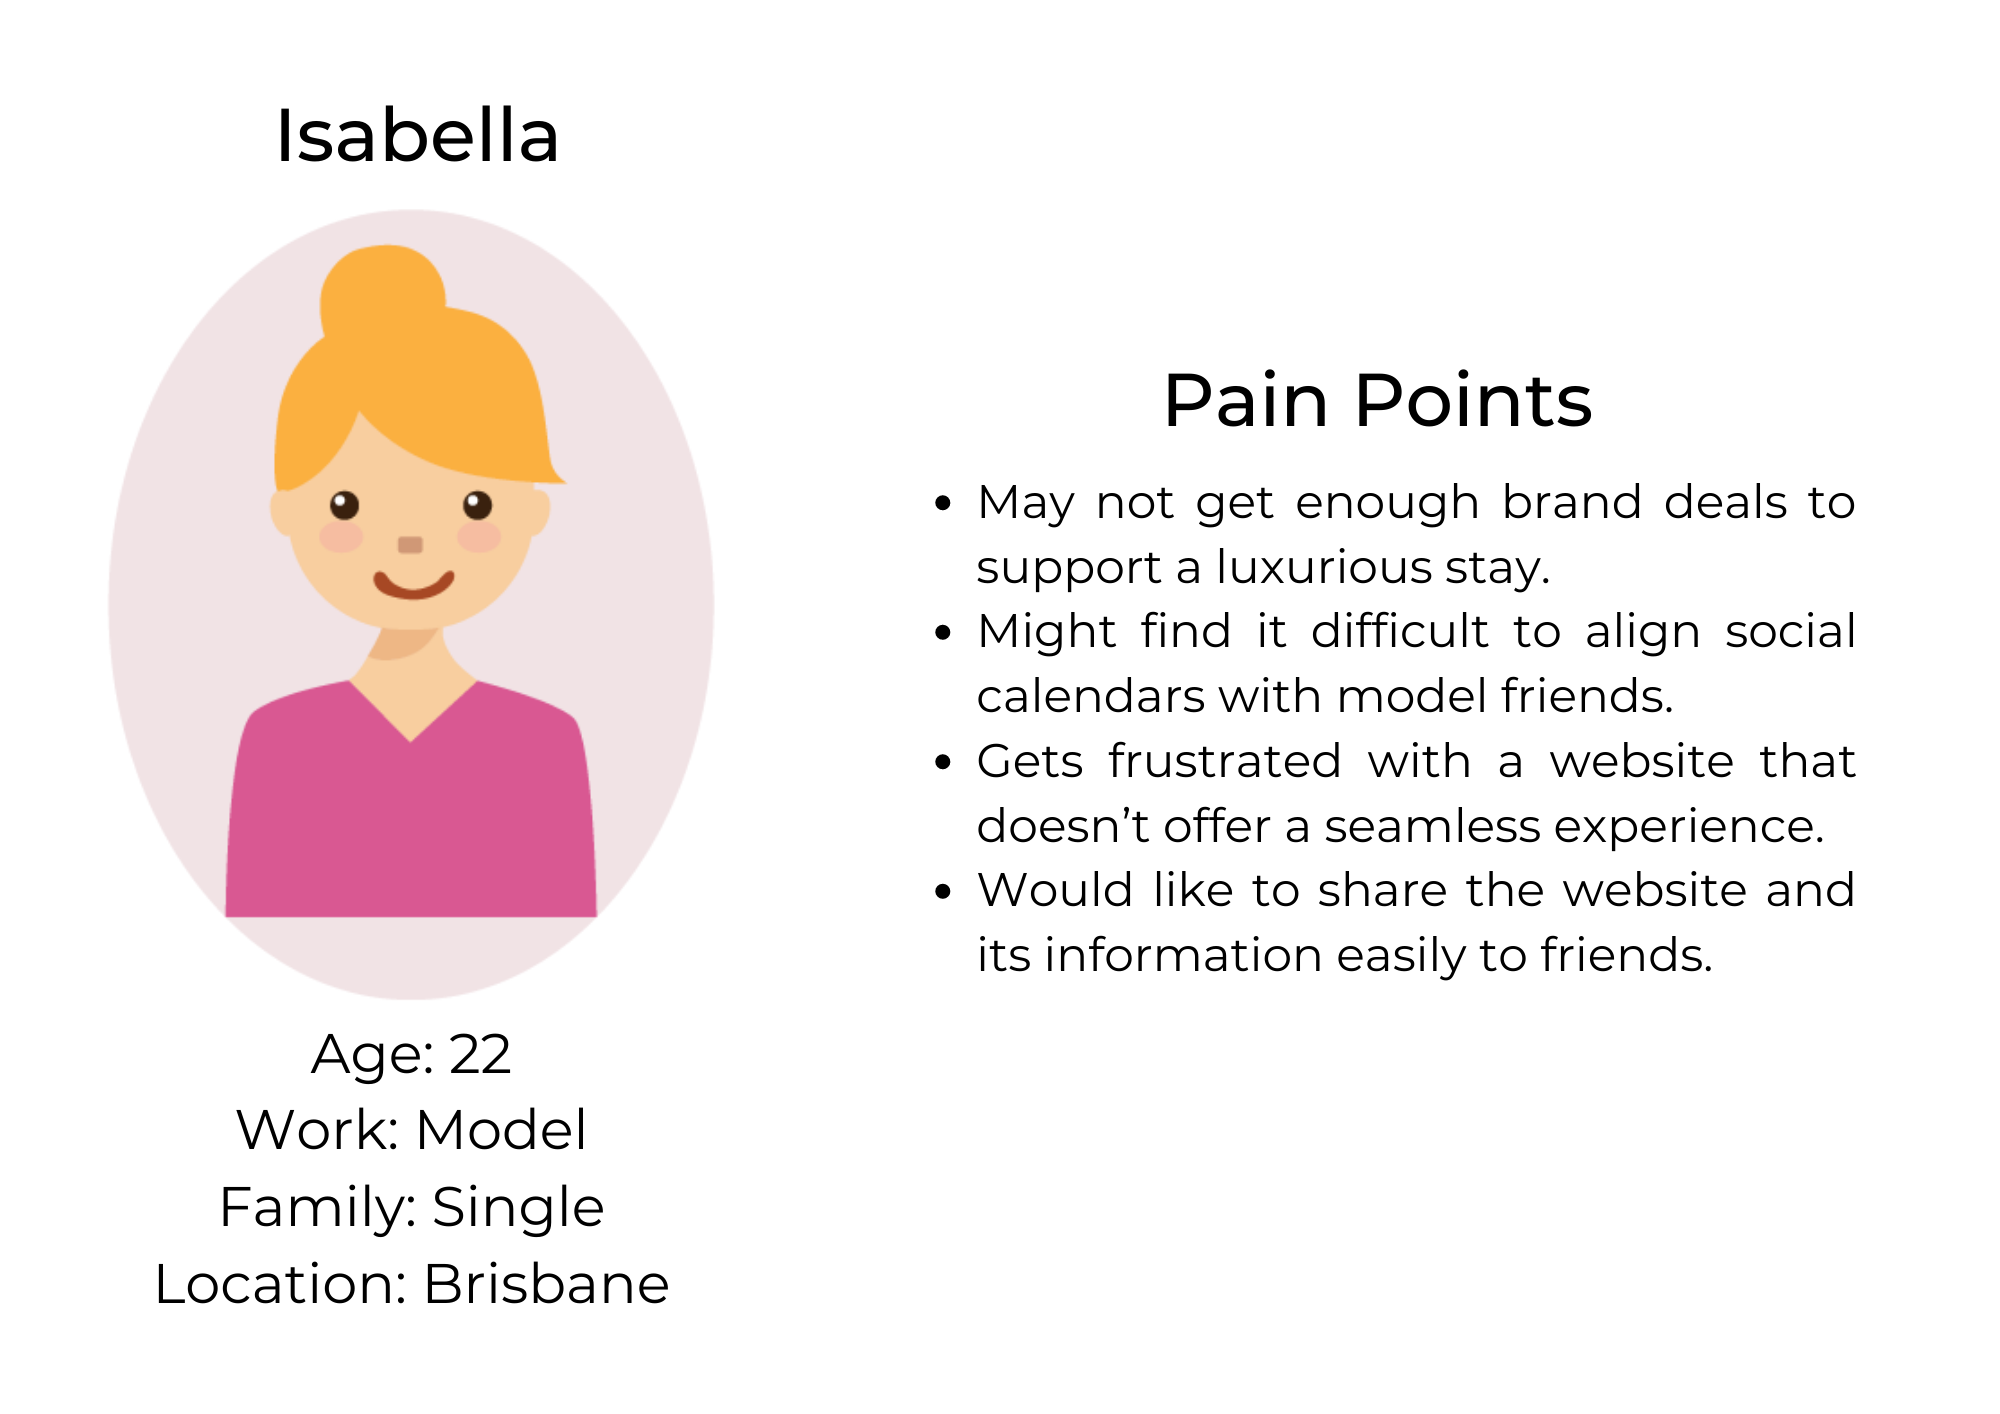 Isabella
Age: 22
Work: Model
Family: Single
Location: Brisbane
Pain Points
• May not get enough brand deals to
support a luxurious stay.
• Might find it difficult to align social
calendars with model friends.
• Gets frustrated with a website that
doesn’t offer a seamless experience.
• Would like to share the website and
its information easily to friends.